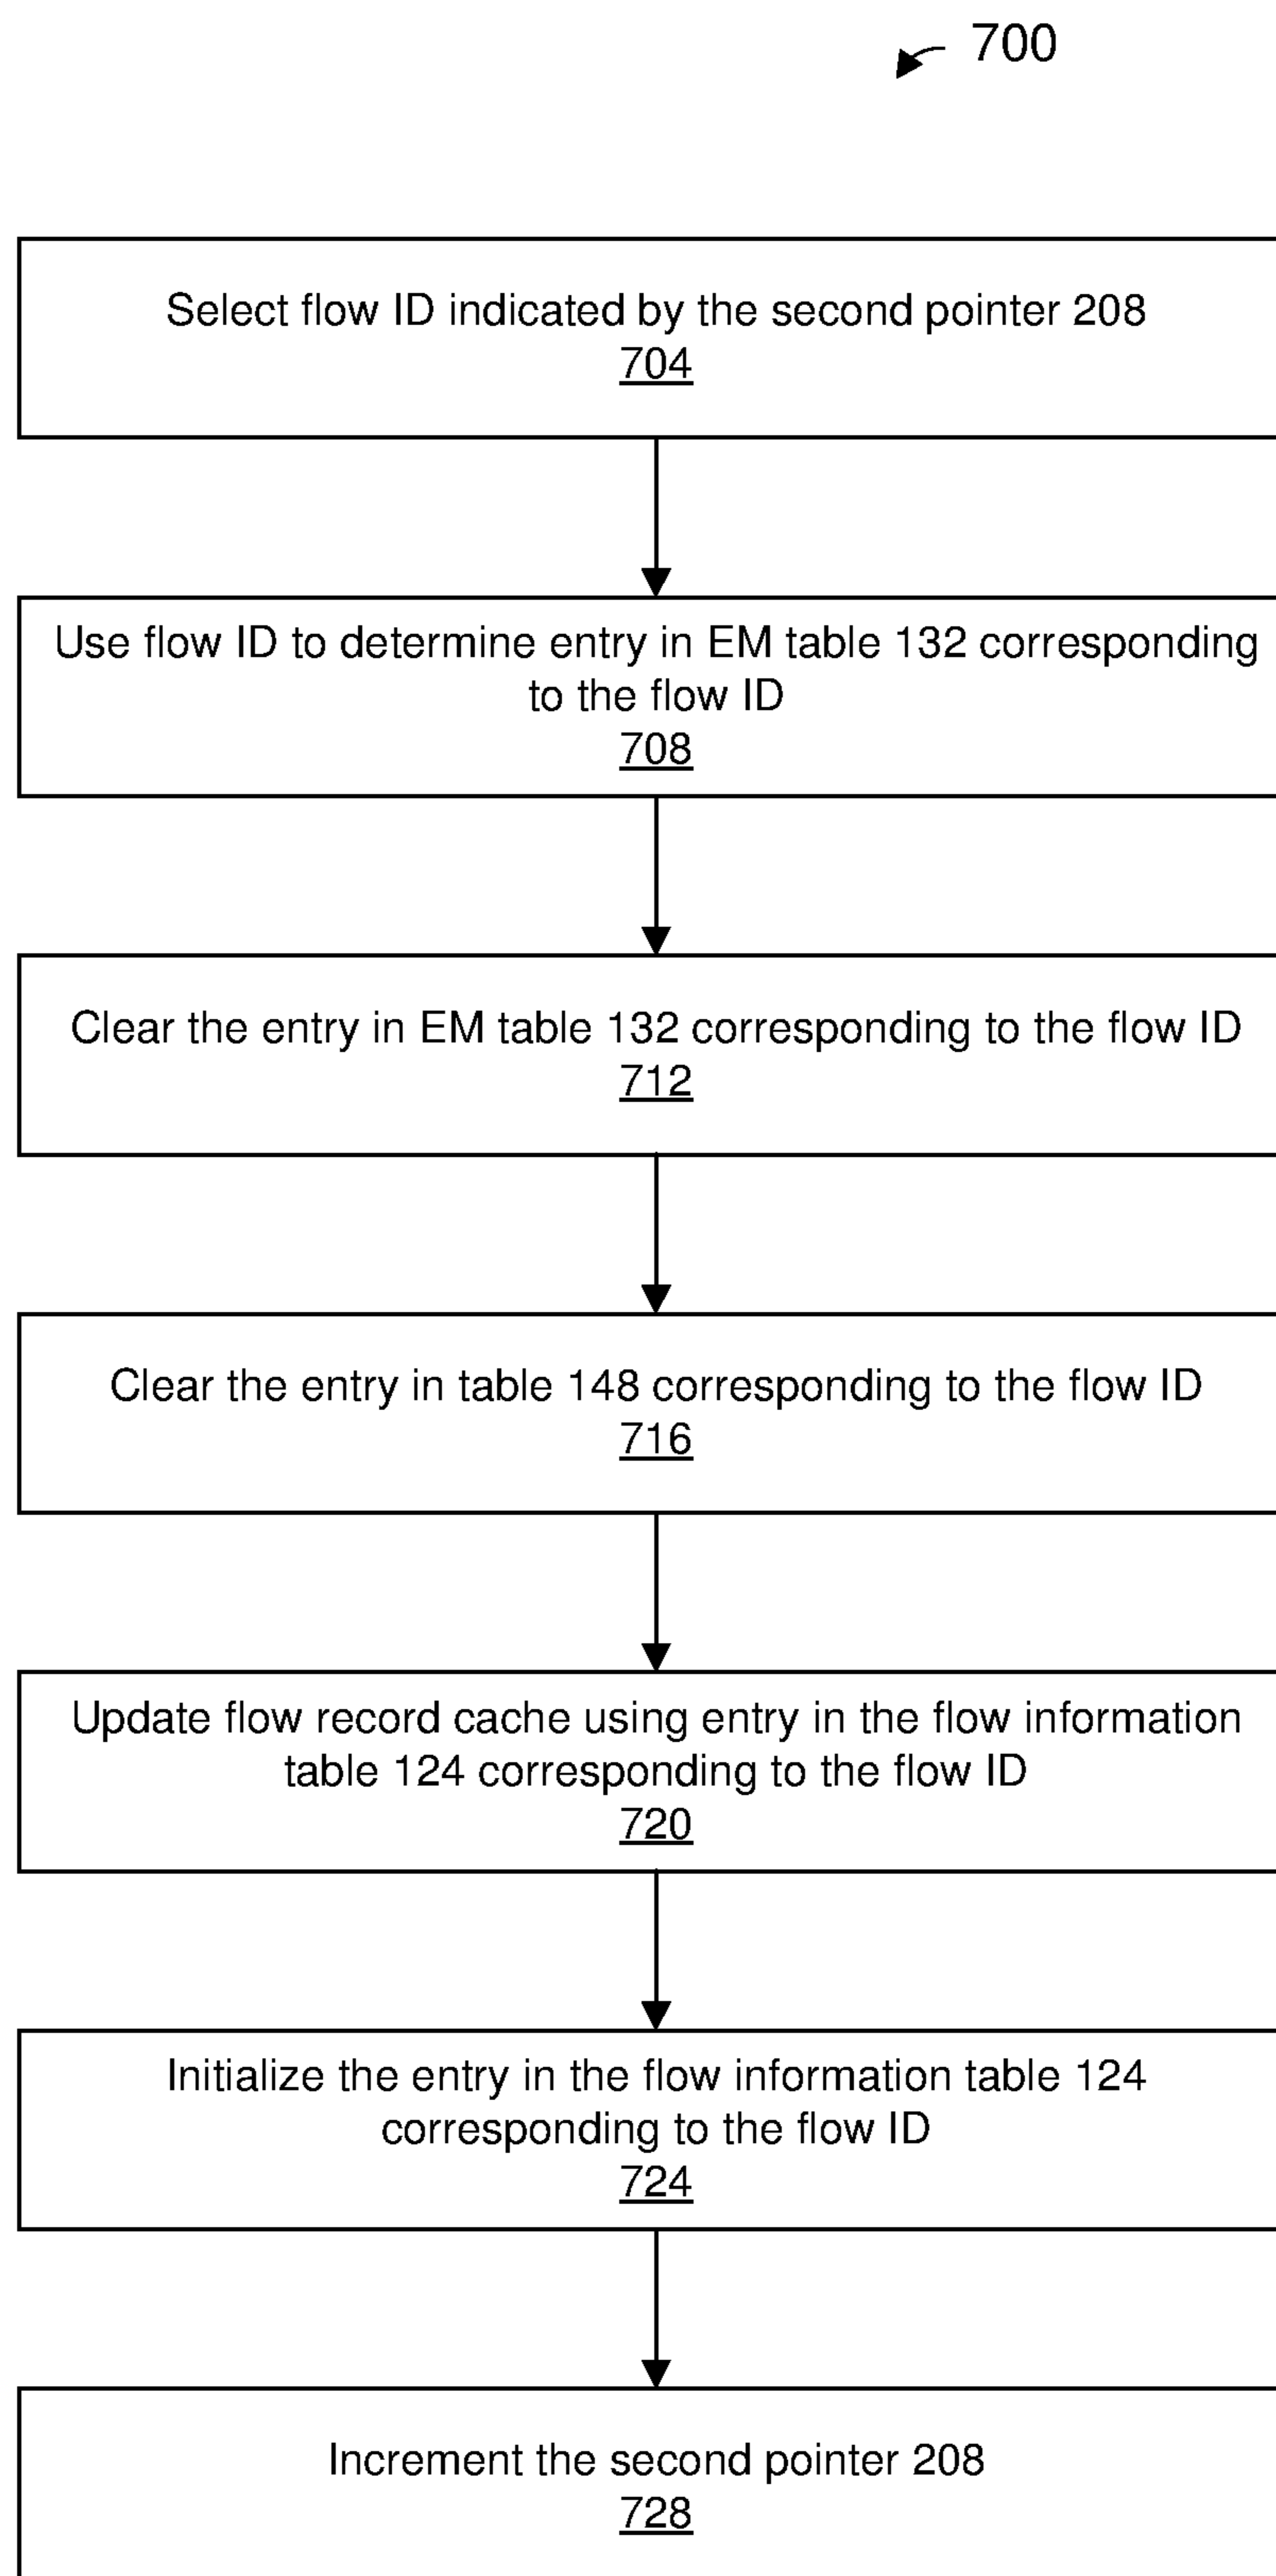 700
Select flow ID indicated by the second pointer 208
704
Use flow ID to determine entry in EM table 132 corresponding
to the flow ID
708
Clear the entry in EM table 132 corresponding to the flow ID
712
Clear the entry in table 148 corresponding to the flow ID
716
Update flow record cache using entry in the flow information
table 124 corresponding to the flow ID
720
Initialize the entry in the flow information table 124
corresponding to the flow ID
724
Increment the second pointer 208
728